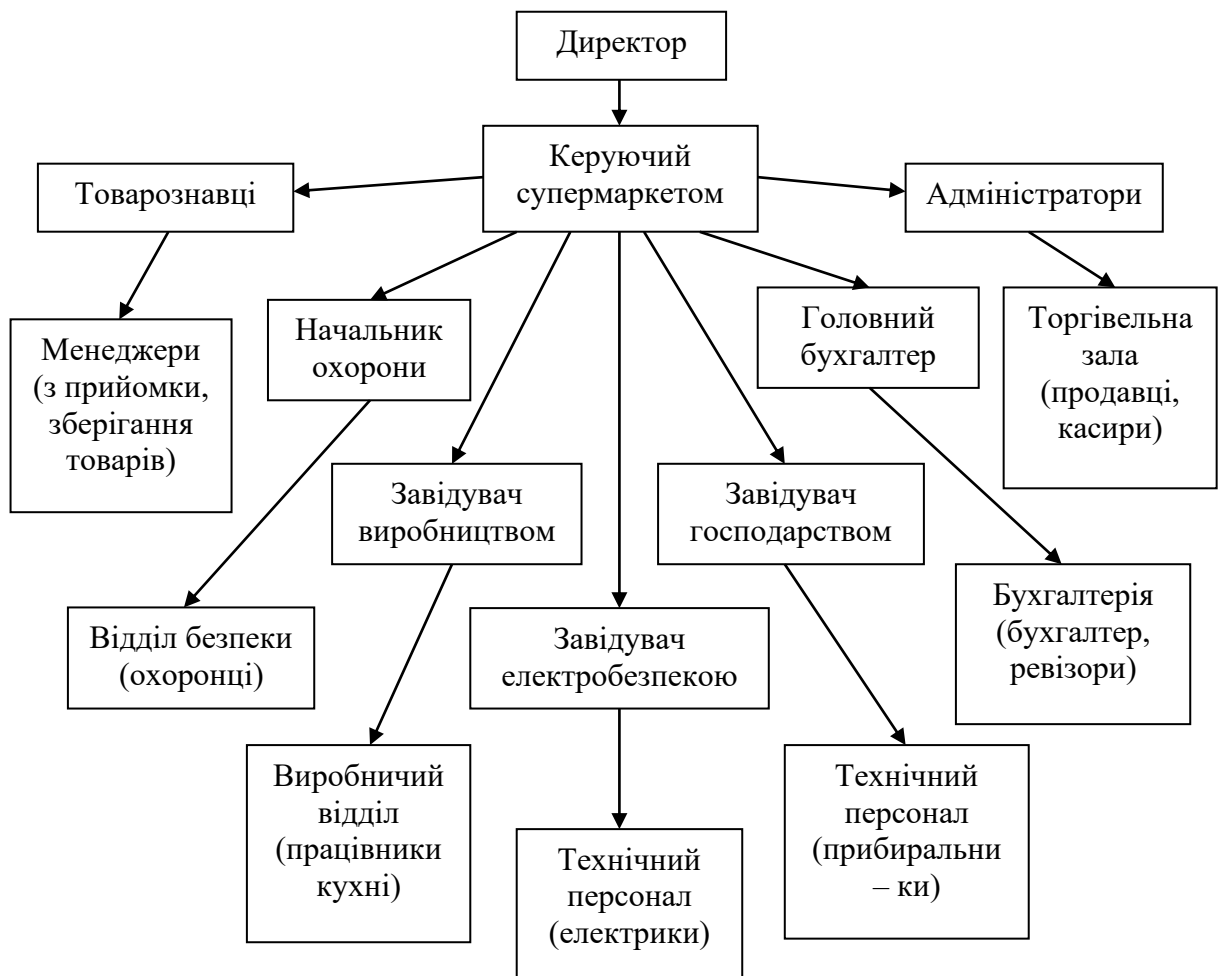 Директор
Керуючий
супермаркетом
Товарознавці
Адміністратори
Менеджери
(з прийомки,
зберігання
товарів)
Начальник
охорони
Головний
бухгалтер
Торгівельна
зала
(продавці,
касири)
Завідувач
виробництвом
Завідувач
господарством
Відділ безпеки
(охоронці)
Завідувач
електробезпекою
Бухгалтерія
(бухгалтер,
ревізори)
Виробничий
відділ
(працівники
кухні)
Технічний
персонал
(електрики)
Технічний
персонал
(прибиральни
– ки)